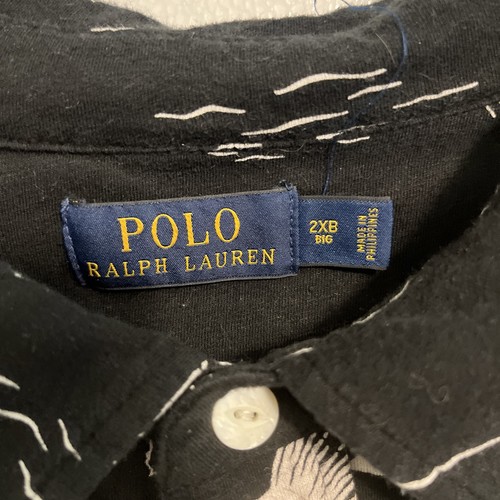 POLO
RALPH LAUREN
2XB
BIG
MADE IN
PHILIPPINES